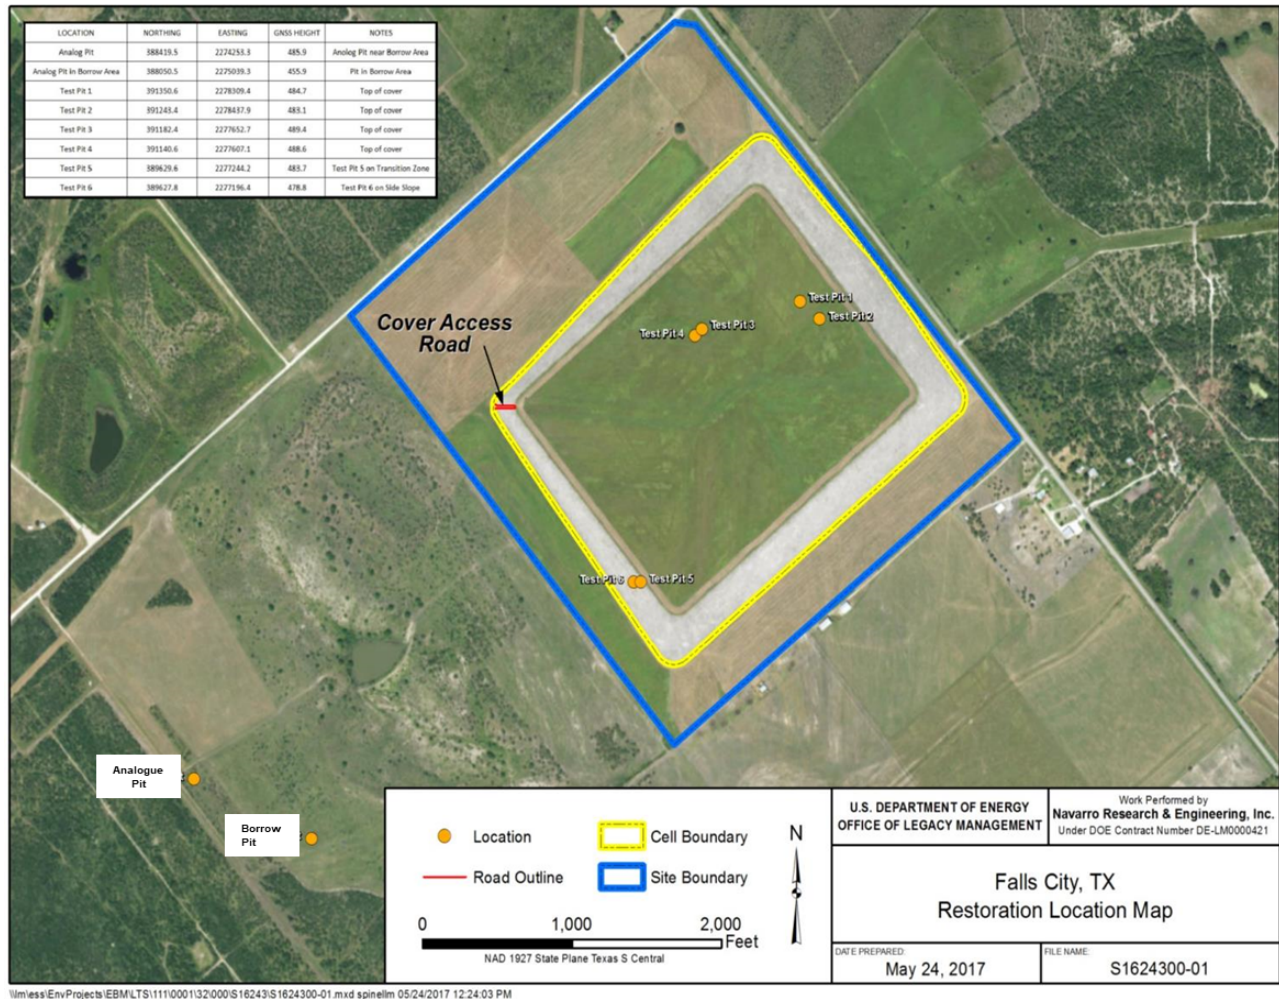 LOCATION NORTHING EASTING GNSS HEIGHT NOTES
Analog Pit 388419.5 2274253.3 485.9 Anolog Pit near Borrow Area
Analog Pit in Borrow Area 388050.5 2275039.3 455.9 Pit in Borrow Area
Test Pit 1 391350.6 2278309.4 484.7 Top of cover
Test Pit 2 391243.4 2278437.9 483.1 Top of cover
Test Pit 3 391182.4 2277652.7 489.4 Top of cover
Test Pit 4 391140.6 2277607.1 488.6 Top of cover
Test Pit 5 389629.6 2277244.2 483.7 Test Pit 5 on Transition Zone
Test Pit 6 389627.8 2277196.4 478.8 Test Pit 6 on Side Slope
Test Pit 1
Test Pit 2
Test Pit 3
Test Pit 4
Cover Access
Road
Test Pit 6
Test Pit 5
Analogue
Pit
Borrow
Pit
Location
Cell Boundary
Road Outline
Site Boundary
N
0 1,000 2,000
Feet
NAD 1927 State Plane Texas S Central
U.S. DEPARTMENT OF ENERGY
OFFICE OF LEGACY MANAGEMENT
Work Performed by
Navarro Research & Engineering, Inc.
Under DOE Contract Number DE-LM0000421
Falls City, TX
Restoration Location Map
DATE PREPARED:
May 24, 2017
FILE NAME:
S1624300-01
\\lm\ess\EnvProjects\EBM\LTS\111\0001\32\000\S16243\S1624300-01.mxd spinellm 05/24/2017 12:24:03 PM